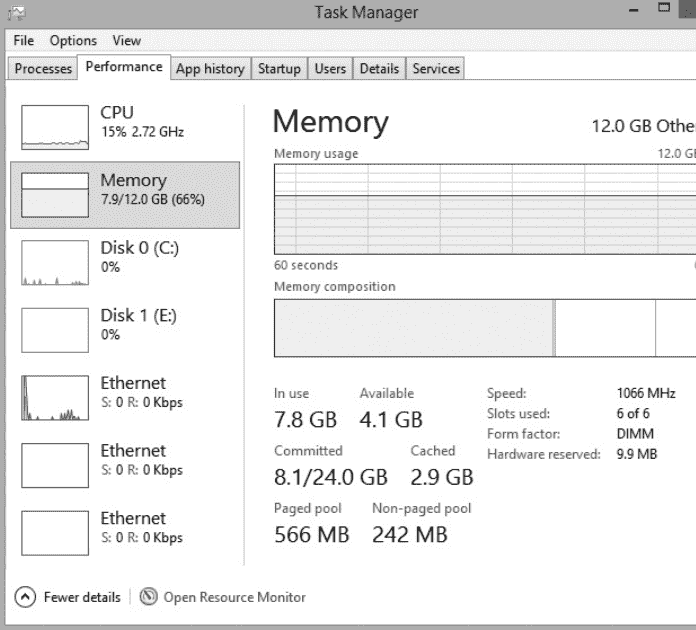 Task Manager
File Options View
Processes Performance App history Startup Users Details Services
CPU
15% 2.72 GHz
Memory
7.9/12.0 GB (66%)
Disk 0 (C:)
0%
Disk 1 (E:)
0%
Ethernet
S: 0 R: 0 Kbps
Ethernet
S: 0 R: 0 Kbps
Ethernet
S: 0 R: 0 Kbps
Memory 12.0 GB Other
Memory usage 12.0 GB
60 seconds
Memory composition
In use Available
7.8 GB 4.1 GB
Committed Cached
8.1/24.0 GB 2.9 GB
Paged pool Non-paged pool
566 MB 242 MB
Speed: 1066 MHz
Slots used: 6 of 6
Form factor: DIMM
Hardware reserved: 9.9 MB
Fewer details Open Resource Monitor